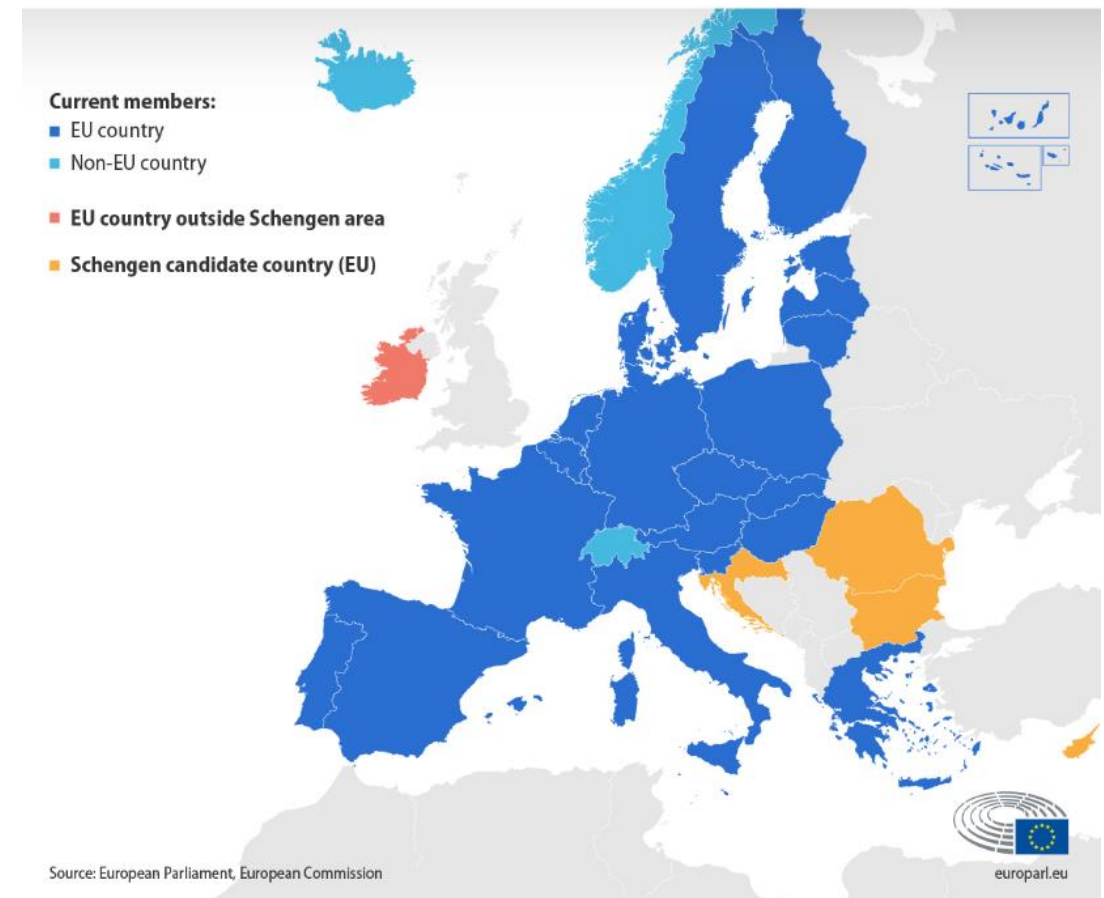 Current members:
EU country
Non-EU country
EU country outside Schengen area
Schengen candidate country (EU)
Source: European Parliament, European Commission
europarl.eu